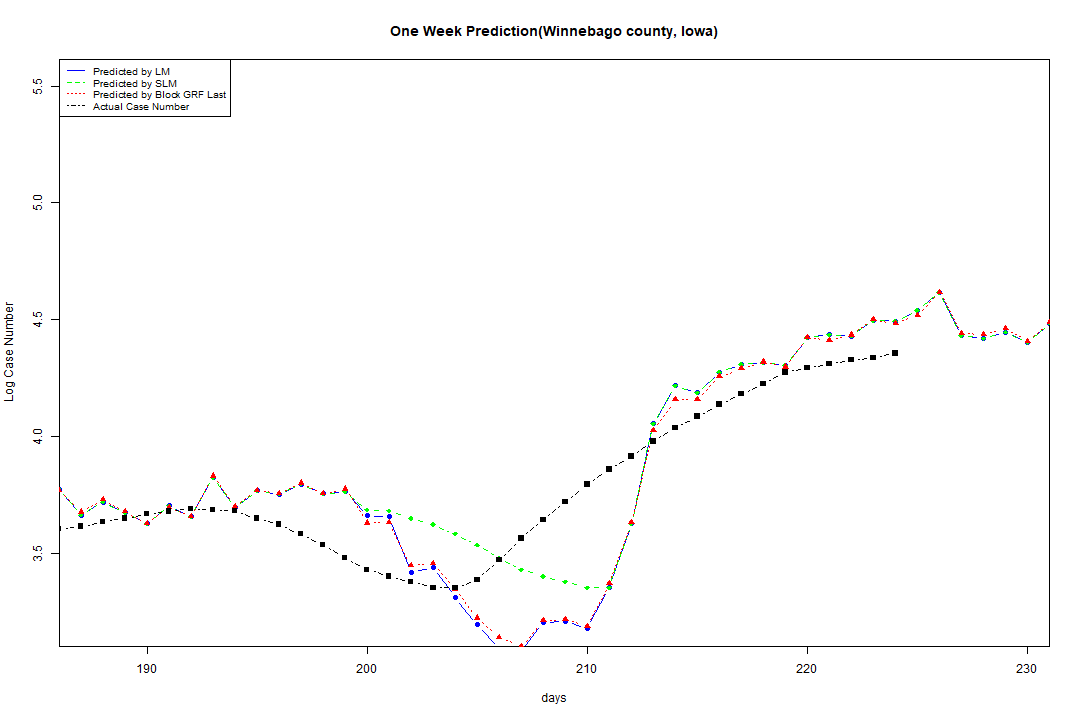 One Week Prediction(Winnebago county, Iowa)
Predicted by LM
Predicted by SLM
Predicted by Block GRF Last
Actual Case Number
5.5
5.0
4.5
4.0
3.5
Log Case Number
190
200
210
220
230
days